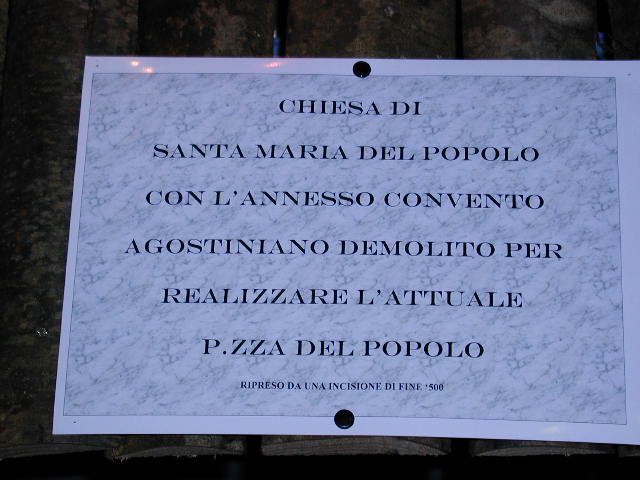 CHIESA DI
SANTA MARIA DEL POPOLO
CON L'ANNESSO CONVENTO
AGOSTINIANO DEMOLITO PER
REALIZZARE L'ATTUALE
P.ZZA DEL POPOLO
RIPRESO DA UNA INCISIONE DI FINE '500